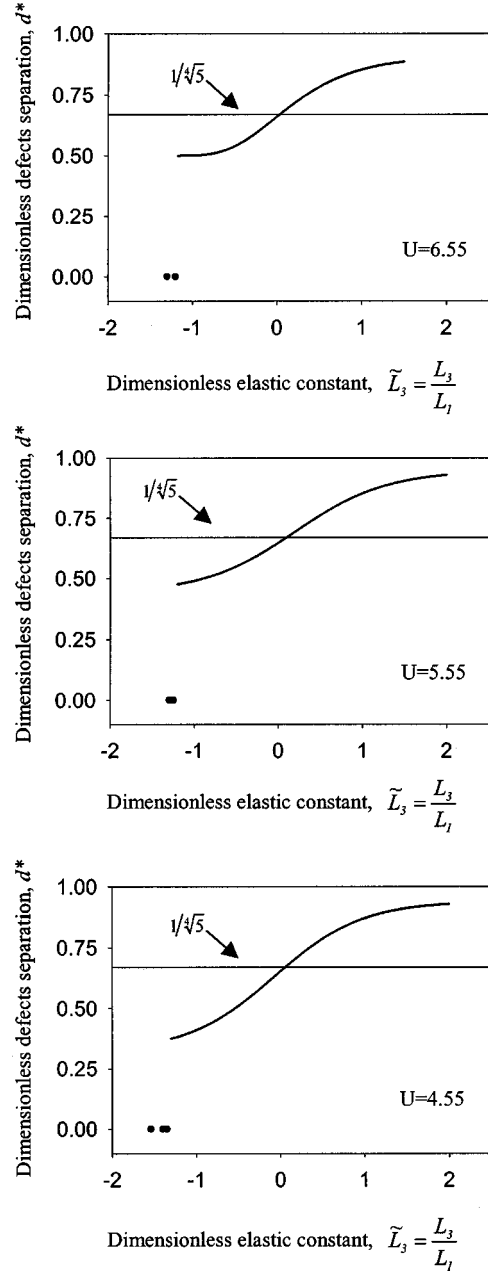 Dimensionless defects separation, d*
1.00
0.75
0.50
0.25
0.00
1/∜5
U=6.55
-2 -1 0 1 2
Dimensionless elastic constant, L̃₃ = L₃/L₁
Dimensionless defects separation, d*
1.00
0.75
0.50
0.25
0.00
1/∜5
U=5.55
-2 -1 0 1 2
Dimensionless elastic constant, L̃₃ = L₃/L₁
Dimensionless defects separation, d*
1.00
0.75
0.50
0.25
0.00
1/∜5
U=4.55
-2 -1 0 1 2
Dimensionless elastic constant, L̃₃ = L₃/L₁